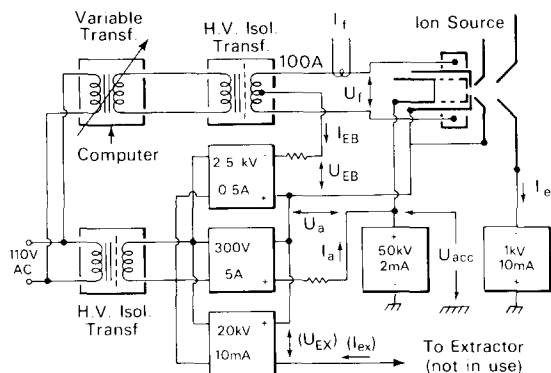 Variable
Transf.
H.V. Isol.
Transf.
I_f
Ion Source
100A
U_f
Computer
I_EB
2.5 kV
0.5A
U_EB
U_a
I_a
I_e
110V
AC
300V
5A
50kV
2mA
U_acc
1kV
10mA
H.V. Isol.
Transf
20kV
10mA
(U_EX)
(I_ex)
To Extractor
(not in use)